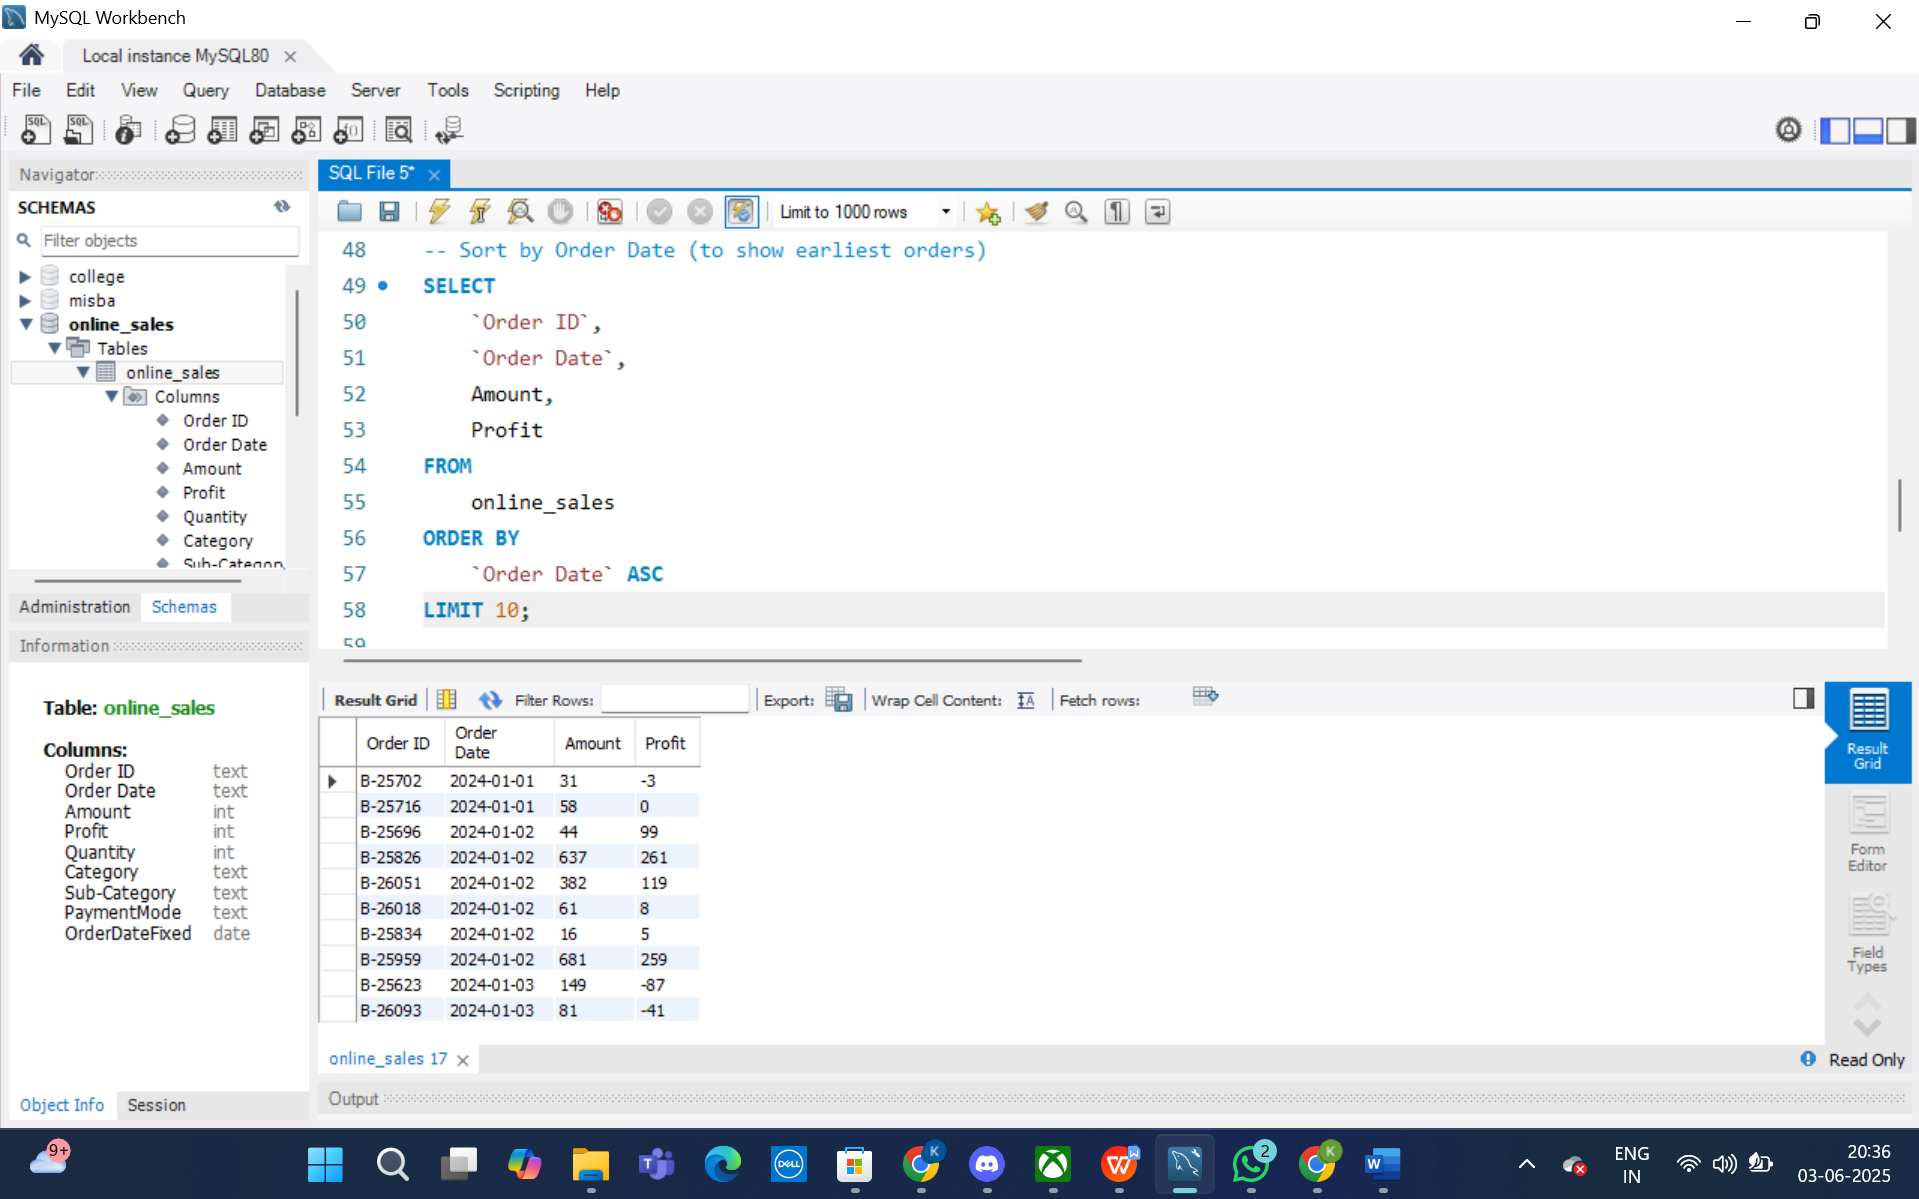 MySQL Workbench
Local instance MySQL80
File Edit View Query Database Server Tools Scripting Help
Navigator
SCHEMAS
Filter objects
college
misba
online_sales
Tables
online_sales
Columns
Order ID
Order Date
Amount
Profit
Quantity
Category
Sub-Category
Administration Schemas
Information
Table: online_sales
Columns:
Order ID text
Order Date text
Amount int
Profit int
Quantity int
Category text
Sub-Category text
PaymentMode text
OrderDateFixed date
Object Info Session
SQL File 5*
Limit to 1000 rows
48 -- Sort by Order Date (to show earliest orders)
49 SELECT
50 `Order ID`,
51 `Order Date`,
52 Amount,
53 Profit
54 FROM
55 online_sales
56 ORDER BY
57 `Order Date` ASC
58 LIMIT 10;
59
Result Grid Filter Rows: Export: Wrap Cell Content: Fetch rows:
Order ID Order Date Amount Profit
B-25702 2024-01-01 31 -3
B-25716 2024-01-01 58 0
B-25696 2024-01-02 44 99
B-25826 2024-01-02 637 261
B-26051 2024-01-02 382 119
B-26018 2024-01-02 61 8
B-25834 2024-01-02 16 5
B-25959 2024-01-02 681 259
B-25623 2024-01-03 149 -87
B-26093 2024-01-03 81 -41
Result
Grid
Form
Editor
Field
Types
online_sales 17
Read Only
Output
9+
SQL
SQL
DELL
K
W
2
K
W
ENG
IN
20:36
03-06-2025